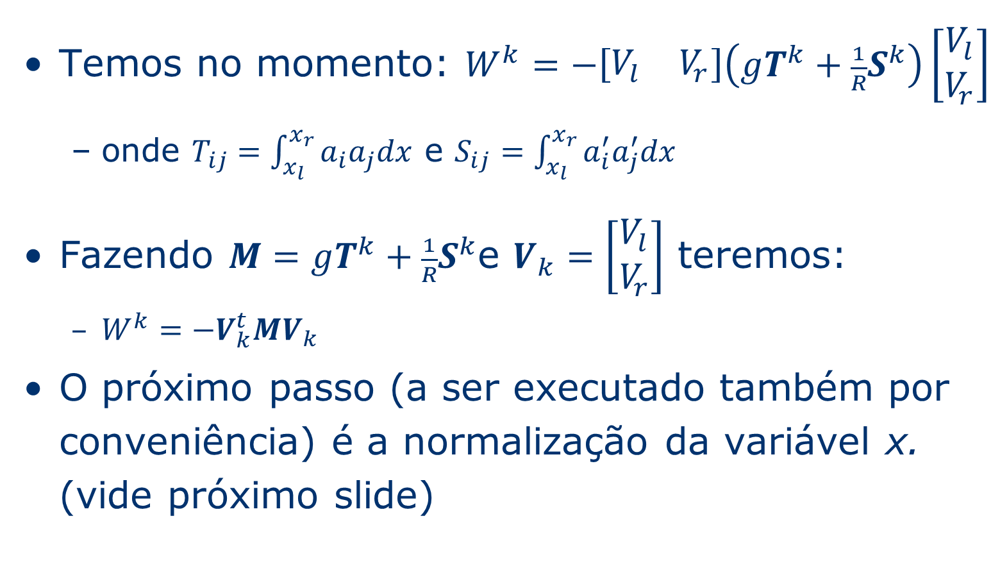 • Temos no momento: $W^k = -[V_l \quad V_r]\left(g\boldsymbol{T}^k + \frac{1}{R}\boldsymbol{S}^k\right)\begin{bmatrix}V_l\\V_r\end{bmatrix}$
– onde $T_{ij} = \int_{x_l}^{x_r} a_i a_j dx$ e $S_{ij} = \int_{x_l}^{x_r} a_i' a_j' dx$
• Fazendo $\boldsymbol{M} = g\boldsymbol{T}^k + \frac{1}{R}\boldsymbol{S}^k$e $\boldsymbol{V}_k = \begin{bmatrix}V_l\\V_r\end{bmatrix}$ teremos:
– $W^k = -\boldsymbol{V}_k^t\boldsymbol{M}\boldsymbol{V}_k$
• O próximo passo (a ser executado também por
conveniência) é a normalização da variável x.
(vide próximo slide)